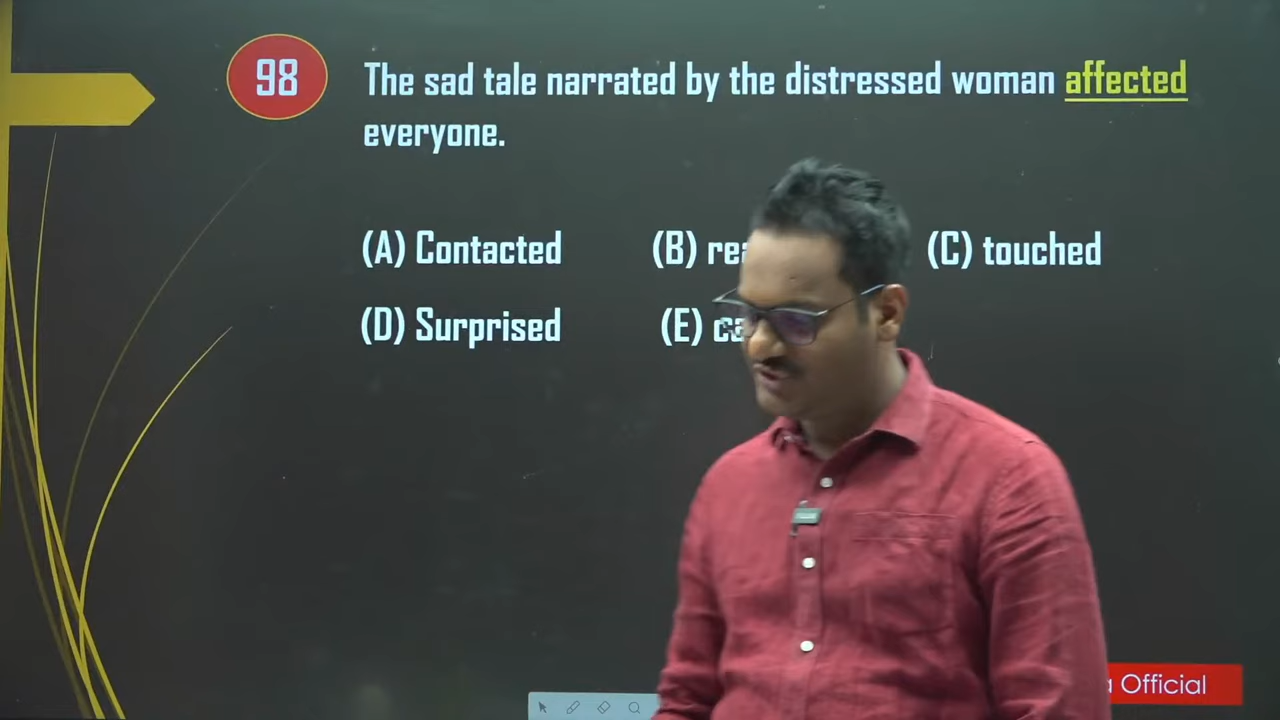 98 The sad tale narrated by the distressed woman affected
everyone.
(A) Contacted (B) (C) touched
(D) Surprised (E)
Official